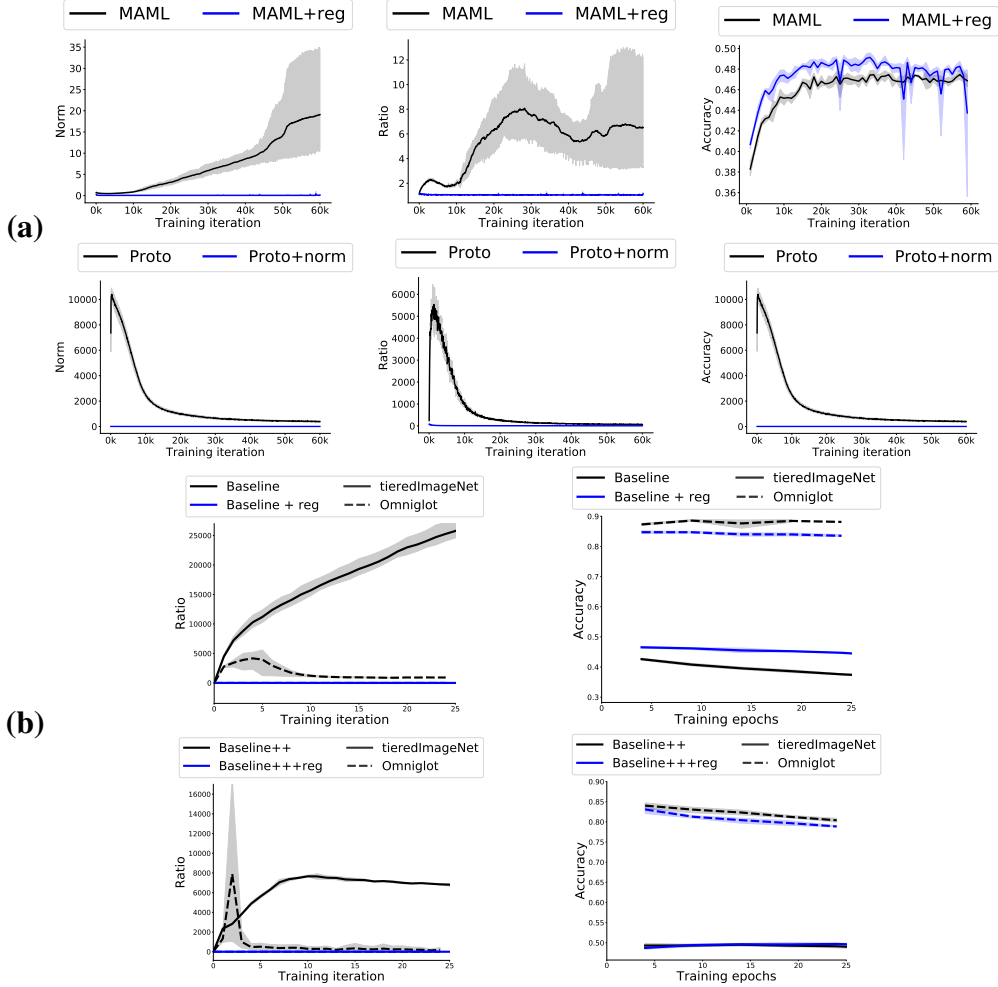 MAML MAML+reg
Norm
35
30
25
20
15
10
5
0
0k 10k 20k 30k 40k 50k 60k
Training iteration
MAML MAML+reg
Ratio
12
10
8
6
4
2
0k 10k 20k 30k 40k 50k 60k
Training iteration
MAML MAML+reg
Accuracy
0.50
0.48
0.46
0.44
0.42
0.40
0.38
0.36
0k 10k 20k 30k 40k 50k 60k
Training iteration
(a)
Proto Proto+norm
Norm
10000
8000
6000
4000
2000
0
0k 10k 20k 30k 40k 50k 60k
Training iteration
Proto Proto+norm
Ratio
6000
5000
4000
3000
2000
1000
0
0k 10k 20k 30k 40k 50k 60k
Training iteration
Proto Proto+norm
Accuracy
10000
8000
6000
4000
2000
0
0k 10k 20k 30k 40k 50k 60k
Training iteration
Baseline tieredImageNet
Baseline + reg Omniglot
Ratio
25000
20000
15000
10000
5000
0
0 5 10 15 20 25
Training iteration
Baseline tieredImageNet
Baseline + reg Omniglot
Accuracy
0.9
0.8
0.7
0.6
0.5
0.4
0.3
0 5 10 15 20 25
Training epochs
(b)
Baseline++ tieredImageNet
Baseline+++reg Omniglot
Ratio
16000
14000
12000
10000
8000
6000
4000
2000
0
0 5 10 15 20 25
Training iteration
Baseline++ tieredImageNet
Baseline+++reg Omniglot
Accuracy
0.90
0.85
0.80
0.75
0.70
0.65
0.60
0.55
0.50
0 5 10 15 20 25
Training epochs